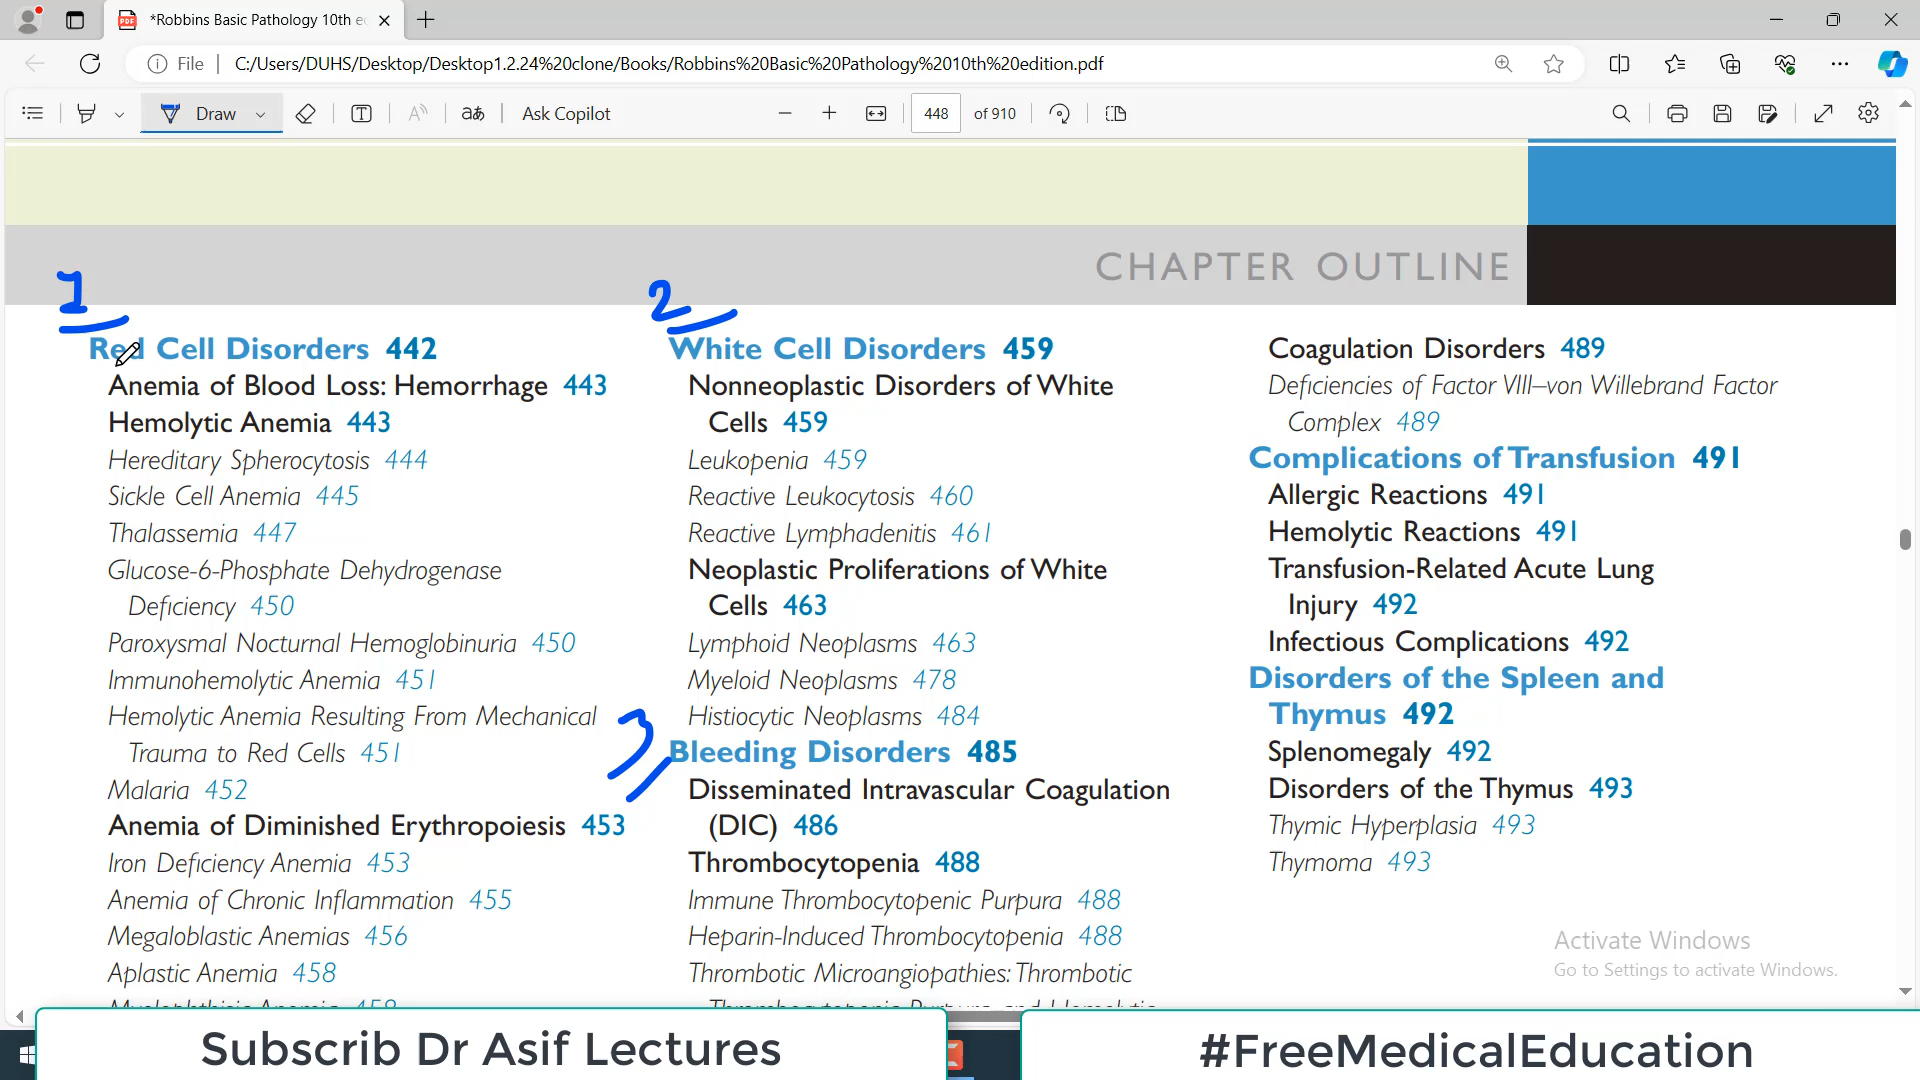 *Robbins Basic Pathology 10th e
File
C:/Users/DUHS/Desktop/Desktop1.2.24%20clone/Books/Robbins%20Basic%20Pathology%2010th%20edition.pdf
Draw
T
aあ
Ask Copilot
448 of 910
CHAPTER OUTLINE
1
2
3
Red Cell Disorders 442
Anemia of Blood Loss: Hemorrhage 443
Hemolytic Anemia 443
Hereditary Spherocytosis 444
Sickle Cell Anemia 445
Thalassemia 447
Glucose-6-Phosphate Dehydrogenase
Deficiency 450
Paroxysmal Nocturnal Hemoglobinuria 450
Immunohemolytic Anemia 451
Hemolytic Anemia Resulting From Mechanical
Trauma to Red Cells 451
Malaria 452
Anemia of Diminished Erythropoiesis 453
Iron Deficiency Anemia 453
Anemia of Chronic Inflammation 455
Megaloblastic Anemias 456
Aplastic Anemia 458
White Cell Disorders 459
Nonneoplastic Disorders of White
Cells 459
Leukopenia 459
Reactive Leukocytosis 460
Reactive Lymphadenitis 461
Neoplastic Proliferations of White
Cells 463
Lymphoid Neoplasms 463
Myeloid Neoplasms 478
Histiocytic Neoplasms 484
Bleeding Disorders 485
Disseminated Intravascular Coagulation
(DIC) 486
Thrombocytopenia 488
Immune Thrombocytopenic Purpura 488
Heparin-Induced Thrombocytopenia 488
Thrombotic Microangiopathies: Thrombotic
Coagulation Disorders 489
Deficiencies of Factor VIII–von Willebrand Factor
Complex 489
Complications of Transfusion 491
Allergic Reactions 491
Hemolytic Reactions 491
Transfusion-Related Acute Lung
Injury 492
Infectious Complications 492
Disorders of the Spleen and
Thymus 492
Splenomegaly 492
Disorders of the Thymus 493
Thymic Hyperplasia 493
Thymoma 493
Activate Windows
Go to Settings to activate Windows.
Subscrib Dr Asif Lectures
#FreeMedicalEducation